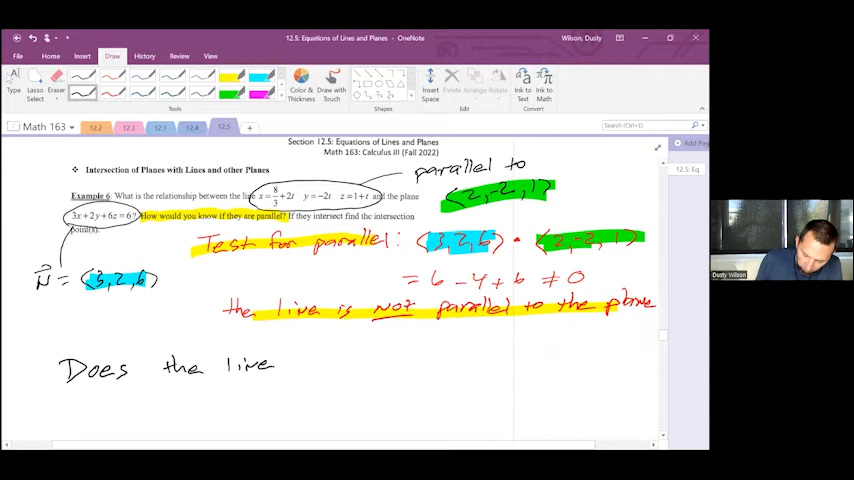 12.5: Equations of Lines and Planes - OneNote
Wilson, Dusty
File Home Insert Draw History Review View
Type
Lasso Select
Eraser
Color & Thickness
Draw with Touch
Insert Space
Delete
Arrange
Rotate
Ink to Text
Ink to Math
Tools
Shapes
Edit
Convert
Math 163
12.2 12.3 12.1 12.4 12.5
Search (Ctrl+E)
Add Pag
12.5: Eq
Section 12.5: Equations of Lines and Planes
Math 163: Calculus III (Fall 2022)
❖ Intersection of Planes with Lines and other Planes
parallel to
⟨2, -2, 1⟩
Example 6: What is the relationship between the line x = 8/3 + 2t y = -2t z = 1 + t and the plane
3x + 2y + 6z = 6? How would you know if they are parallel? If they intersect find the intersection
point(s).
Test for parallel: ⟨3, 2, 6⟩ • ⟨2, -2, 1⟩
N⃗ = ⟨3, 2, 6⟩
= 6 - 4 + 6 ≠ 0
the line is NOT parallel to the plane
Does the line
Dusty Wilson